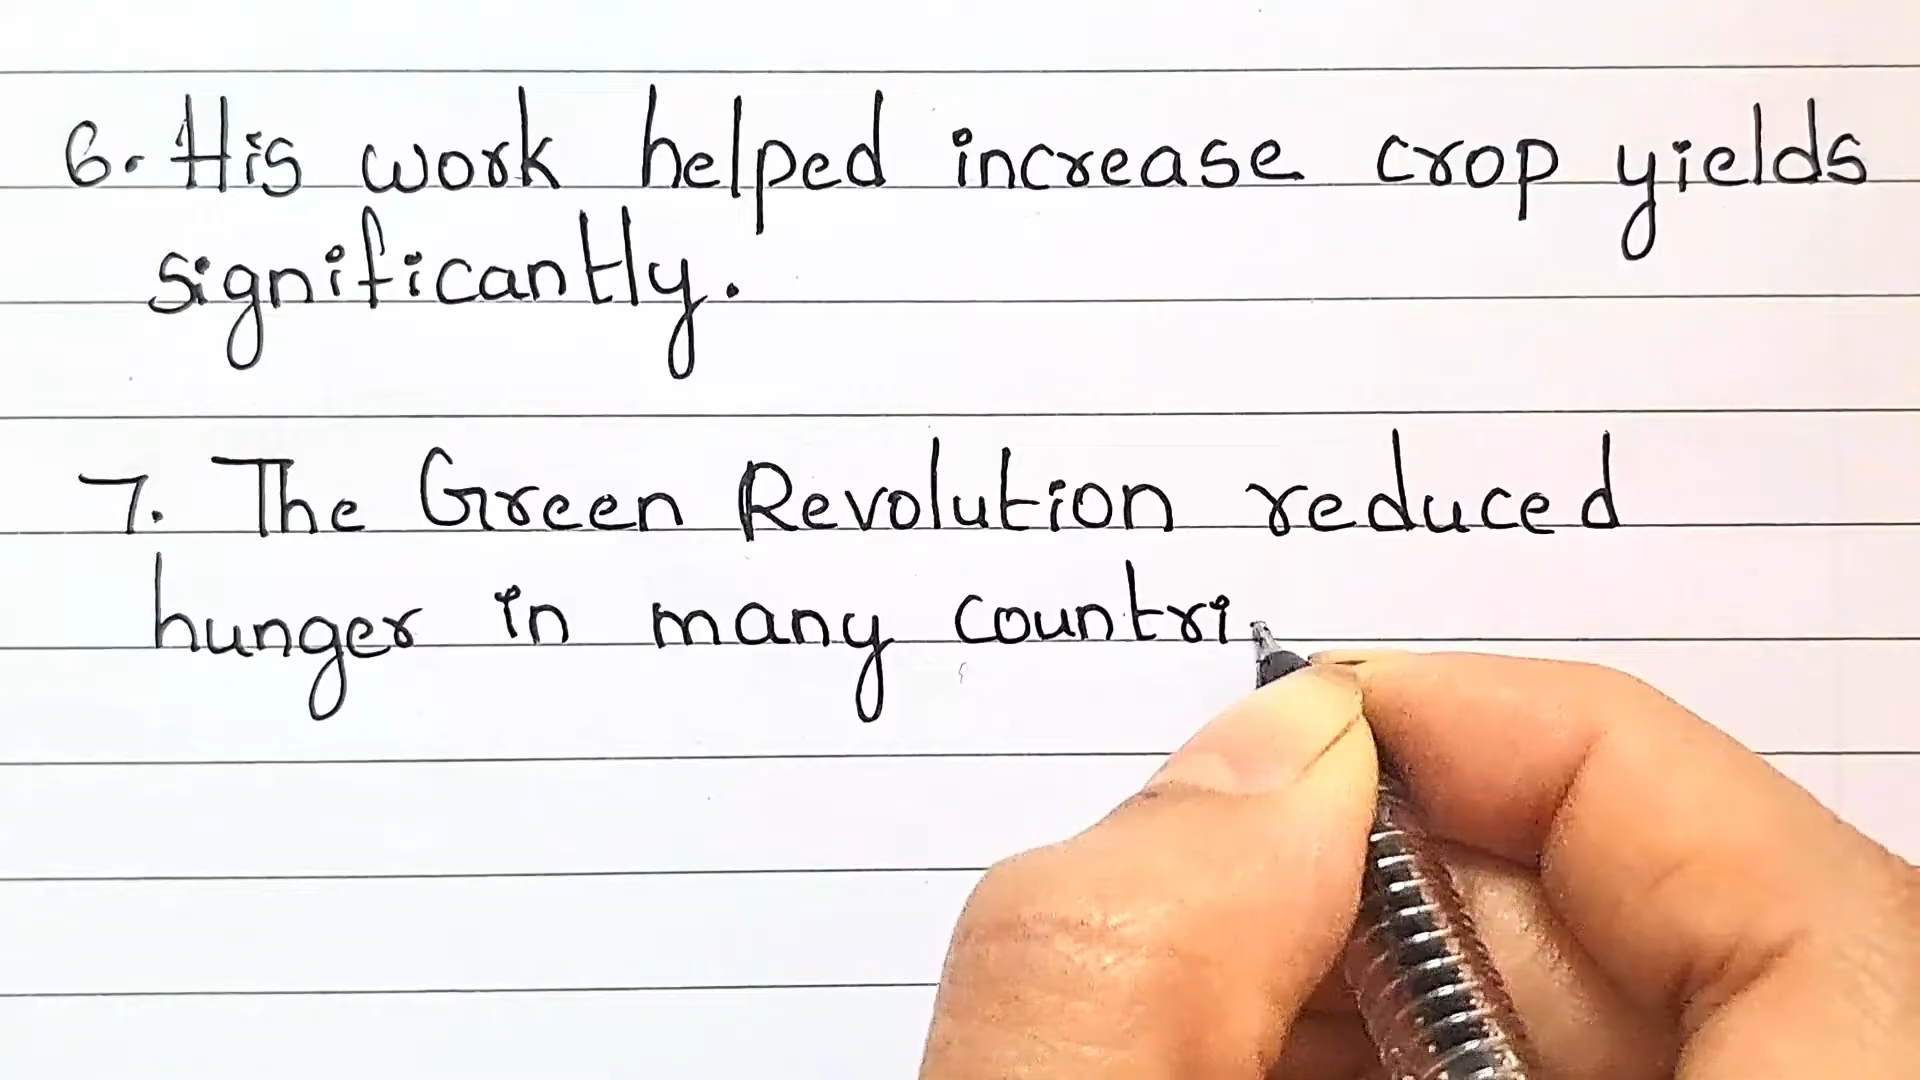 6. His work helped increase crop yields
significantly.
7. The Green Revolution reduced
hunger in many countri